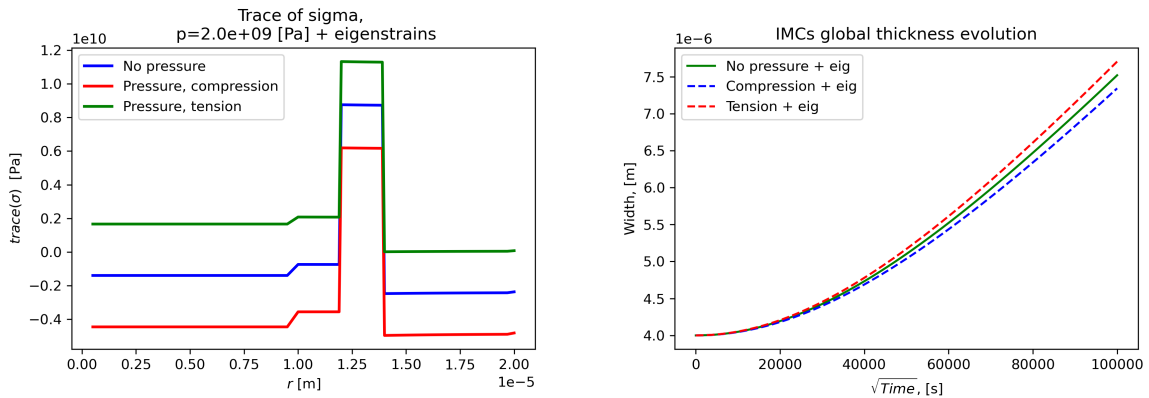 Trace of sigma,
p=2.0e+09 [Pa] + eigenstrains
1e10
1.2
1.0
0.8
0.6
0.4
0.2
0.0
−0.2
−0.4
trace(σ) [Pa]
No pressure
Pressure, compression
Pressure, tension
0.00 0.25 0.50 0.75 1.00 1.25 1.50 1.75 2.00
1e−5
r [m]
IMCs global thickness evolution
1e−6
7.5
7.0
6.5
6.0
5.5
5.0
4.5
4.0
Width, [m]
No pressure + eig
Compression + eig
Tension + eig
0 20000 40000 60000 80000 100000
√Time, [s]